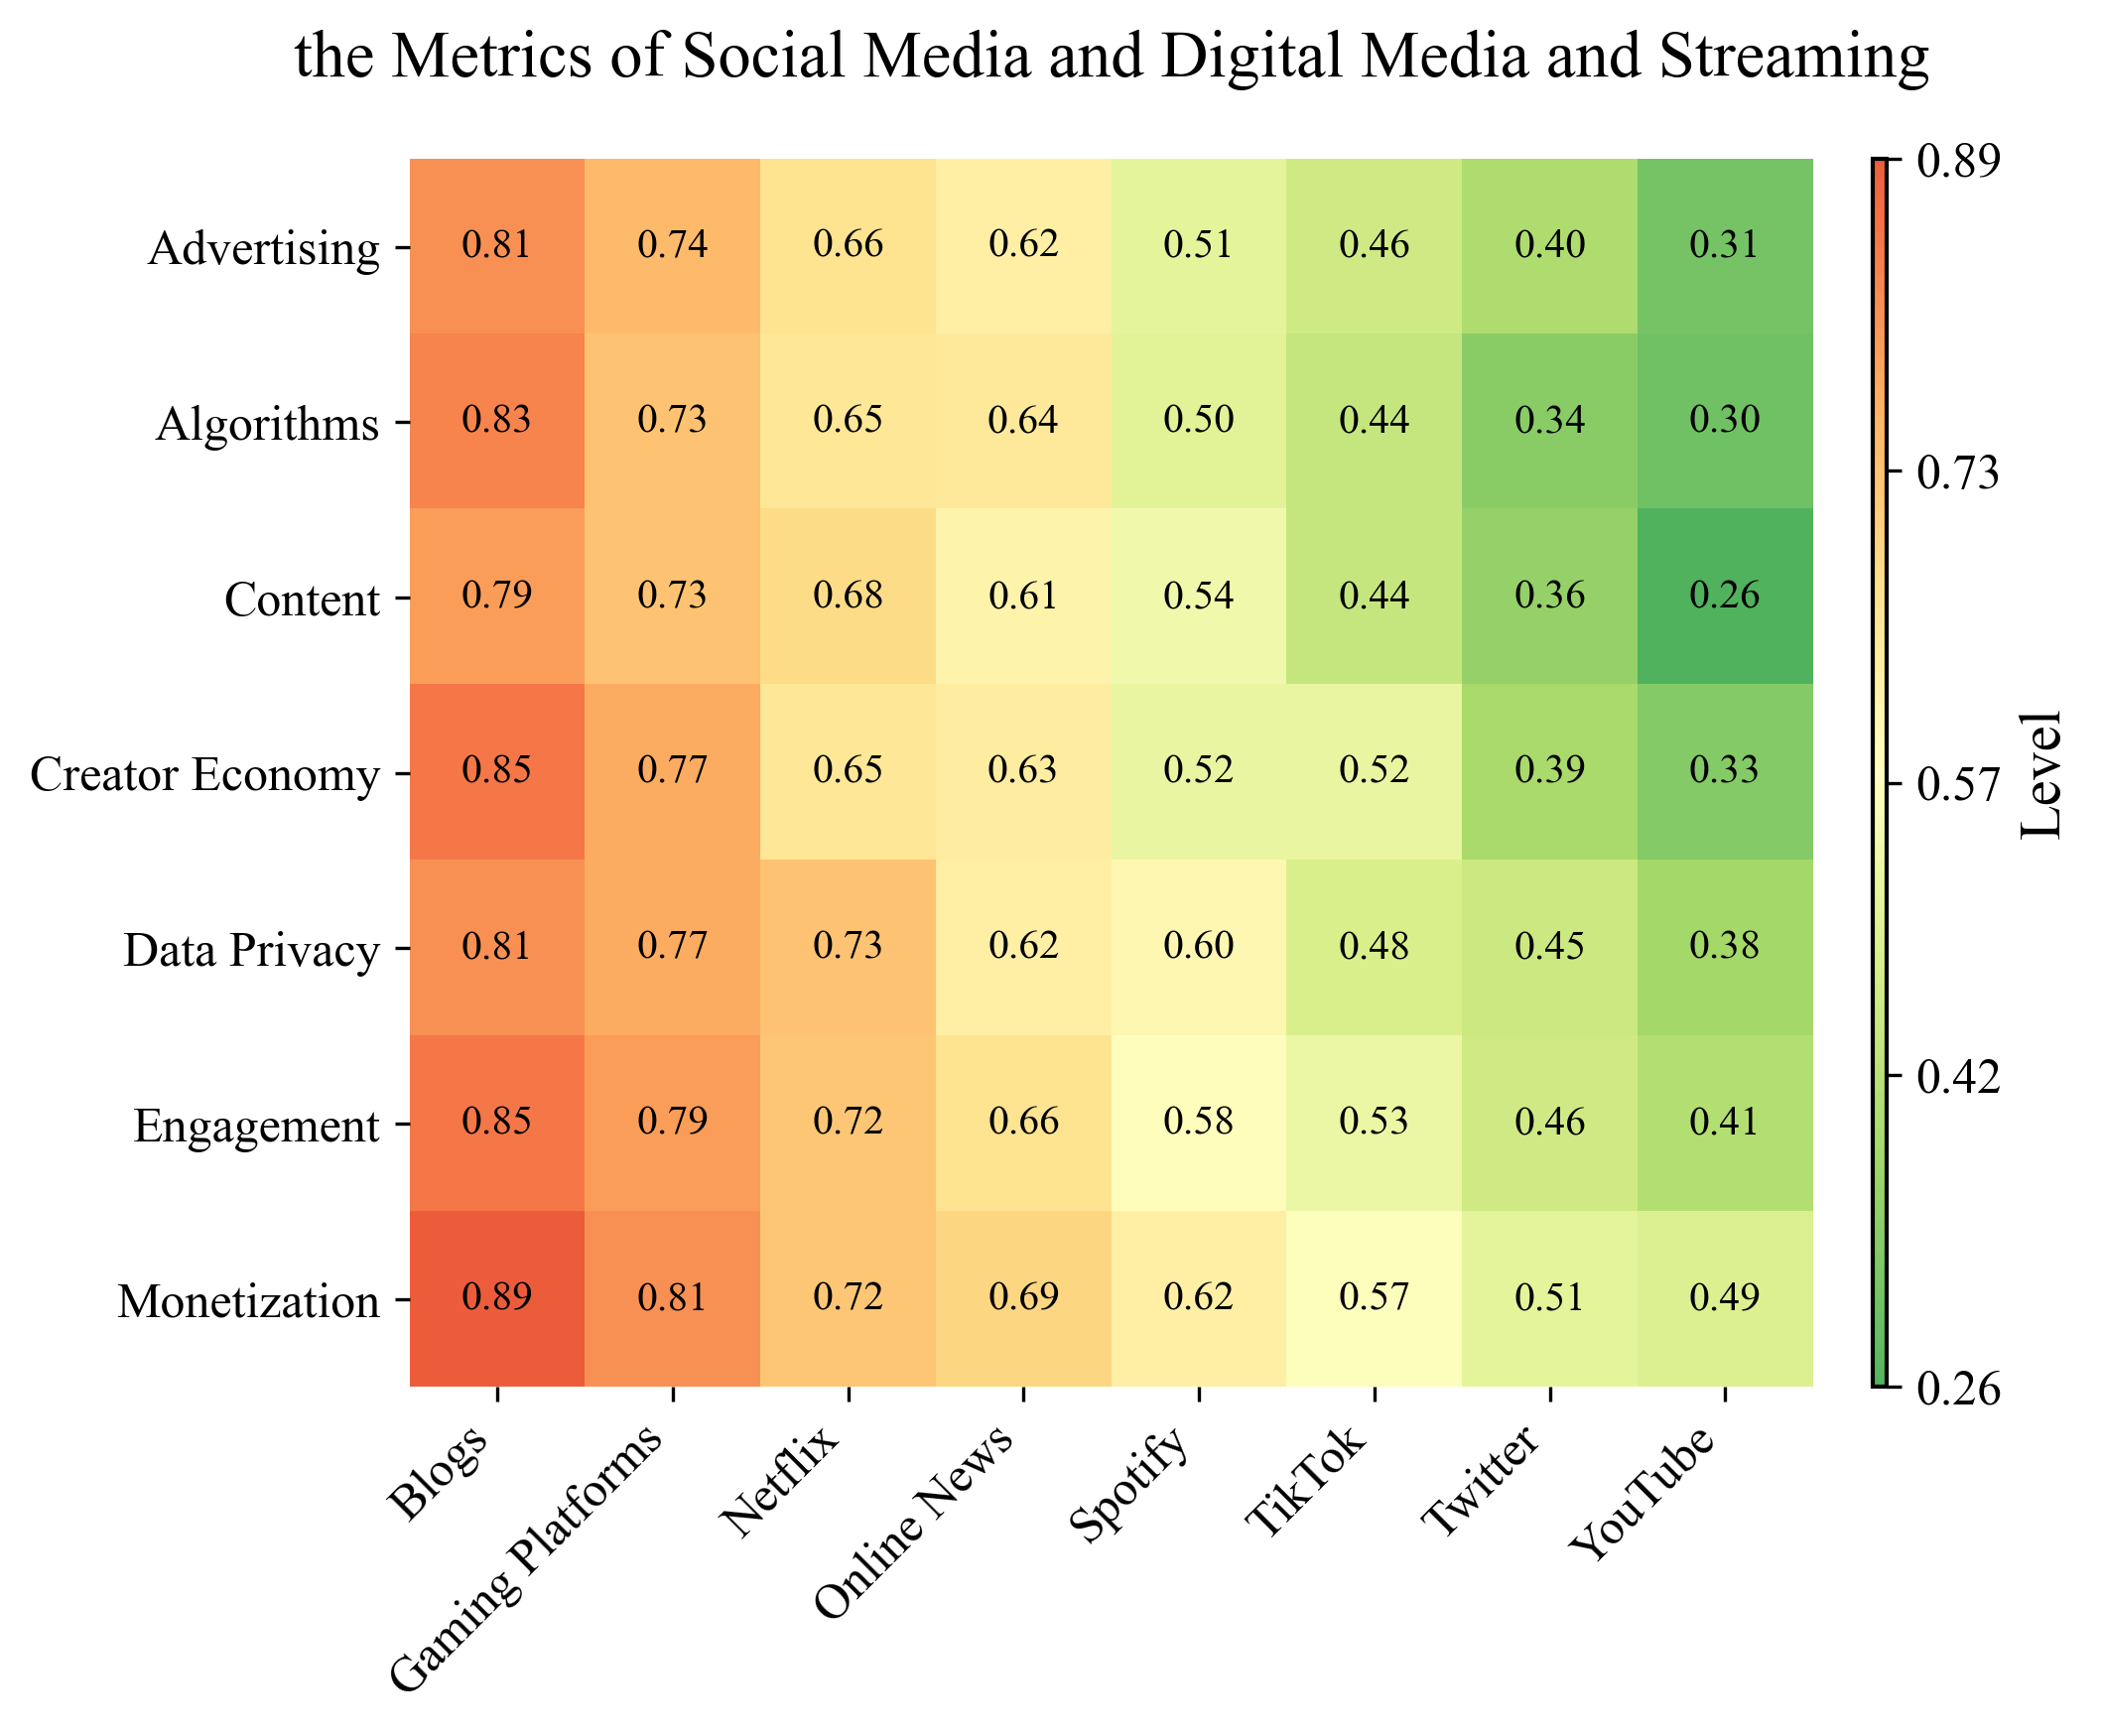 the Metrics of Social Media and Digital Media and Streaming
Advertising 0.81 0.74 0.66 0.62 0.51 0.46 0.40 0.31
Algorithms 0.83 0.73 0.65 0.64 0.50 0.44 0.34 0.30
Content 0.79 0.73 0.68 0.61 0.54 0.44 0.36 0.26
Creator Economy 0.85 0.77 0.65 0.63 0.52 0.52 0.39 0.33
Data Privacy 0.81 0.77 0.73 0.62 0.60 0.48 0.45 0.38
Engagement 0.85 0.79 0.72 0.66 0.58 0.53 0.46 0.41
Monetization 0.89 0.81 0.72 0.69 0.62 0.57 0.51 0.49
Blogs
Gaming Platforms
Netflix
Online News
Spotify
TikTok
Twitter
YouTube
0.89
0.73
0.57
0.42
0.26
Level